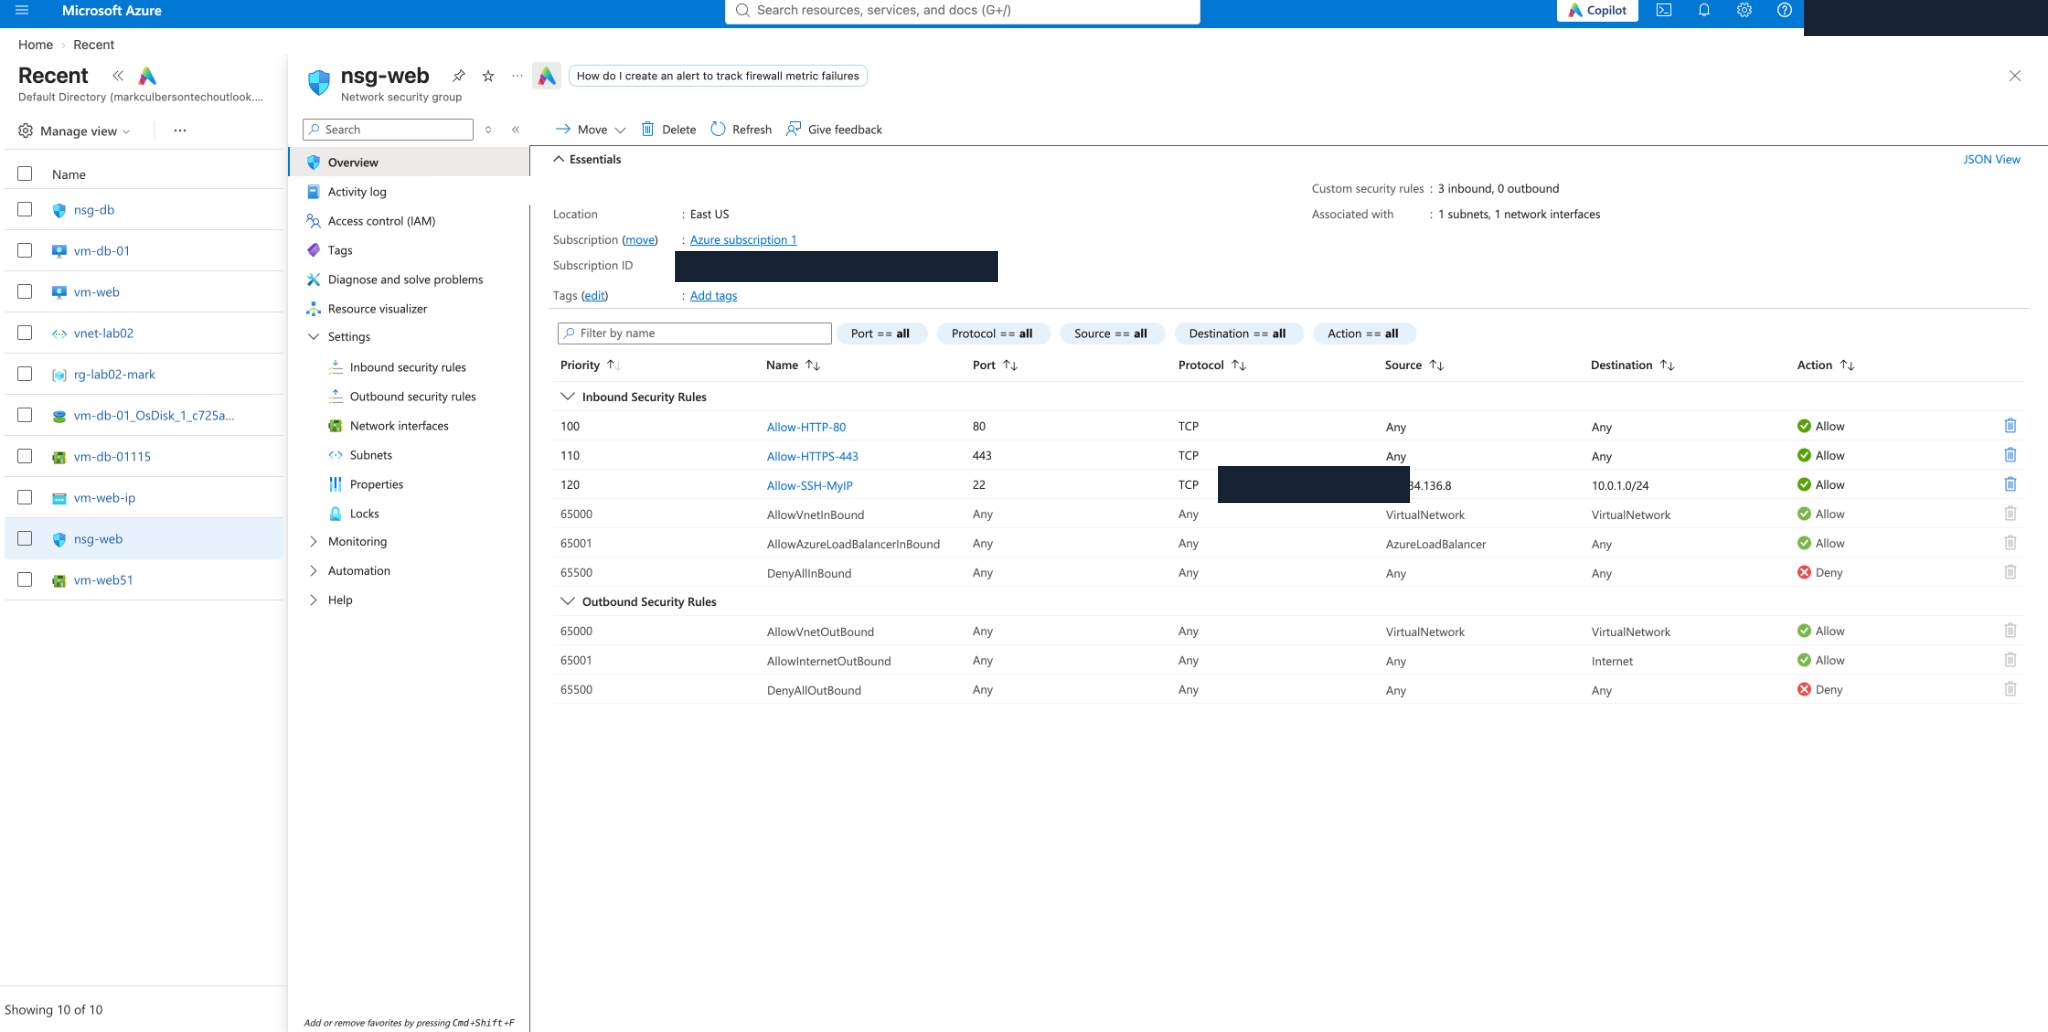 Microsoft Azure
Search resources, services, and docs (G+/)
Copilot
Home > Recent
Recent
Default Directory (markculbersontechoutlook....
Manage view
Name
nsg-db
vm-db-01
vm-web
vnet-lab02
rg-lab02-mark
vm-db-01_OsDisk_1_c725a...
vm-db-01115
vm-web-ip
nsg-web
vm-web51
Showing 10 of 10
nsg-web
Network security group
How do I create an alert to track firewall metric failures
Search
Overview
Activity log
Access control (IAM)
Tags
Diagnose and solve problems
Resource visualizer
Settings
Inbound security rules
Outbound security rules
Network interfaces
Subnets
Properties
Locks
Monitoring
Automation
Help
Add or remove favorites by pressing Cmd+Shift+F
Move Delete Refresh Give feedback
Essentials JSON View
Custom security rules : 3 inbound, 0 outbound
Location : East US
Associated with : 1 subnets, 1 network interfaces
Subscription (move) : Azure subscription 1
Subscription ID
Tags (edit) : Add tags
Filter by name Port == all Protocol == all Source == all Destination == all Action == all
Priority Name Port Protocol Source Destination Action
Inbound Security Rules
100 Allow-HTTP-80 80 TCP Any Any Allow
110 Allow-HTTPS-443 443 TCP Any Any Allow
120 Allow-SSH-MyIP 22 TCP 34.136.8 10.0.1.0/24 Allow
65000 AllowVnetInBound Any Any VirtualNetwork VirtualNetwork Allow
65001 AllowAzureLoadBalancerInBound Any Any AzureLoadBalancer Any Allow
65500 DenyAllInBound Any Any Any Any Deny
Outbound Security Rules
65000 AllowVnetOutBound Any Any VirtualNetwork VirtualNetwork Allow
65001 AllowInternetOutBound Any Any Any Internet Allow
65500 DenyAllOutBound Any Any Any Any Deny